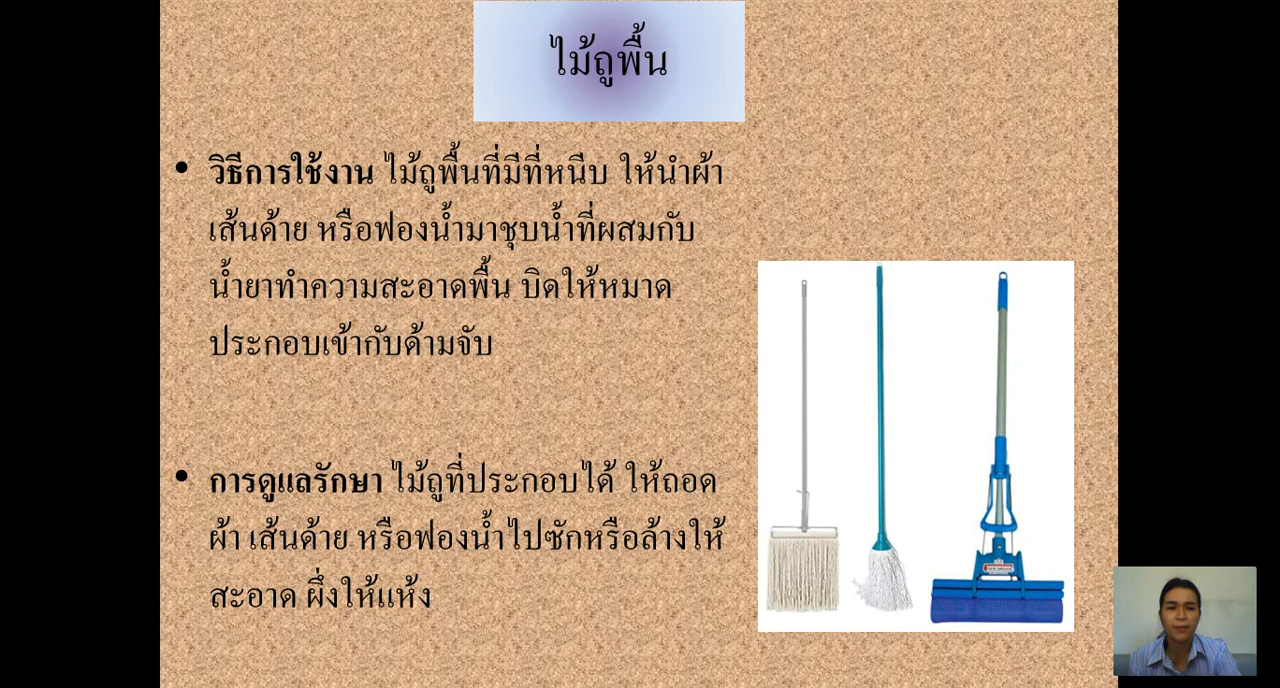 ไม้ถูพื้น
• วิธีการใช้งาน ไม้ถูพื้นที่มีที่หนีบ ให้นำผ้า
เส้นด้าย หรือฟองน้ำมาชุบน้ำที่ผสมกับ
น้ำยาทำความสะอาดพื้น บิดให้หมาด
ประกอบเข้ากับด้ามจับ
• การดูแลรักษา ไม้ถูที่ประกอบได้ ให้ถอด
ผ้า เส้นด้าย หรือฟองน้ำไปซักหรือล้างให้
สะอาด ผึ่งให้แห้ง